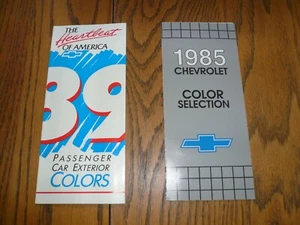 THE
Heartbeat
OF AMERICA
89
PASSENGER
CAR EXTERIOR
COLORS
1985
CHEVROLET
COLOR
SELECTION